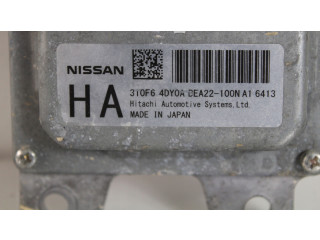 NISSAN
HA
310F6 4DY0A DEA22-100N A1 6413
Hitachi Automotive Systems, Ltd.
MADE IN JAPAN